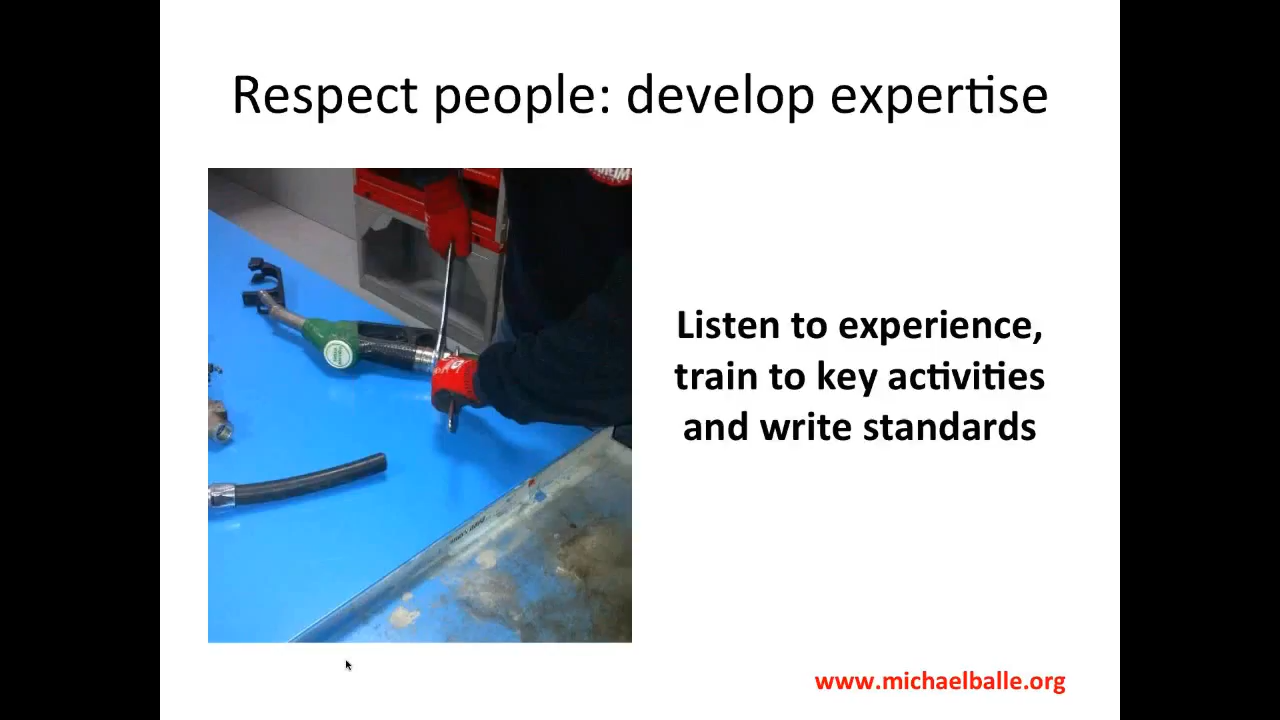 Respect people: develop expertise
Listen to experience,
train to key activities
and write standards
www.michaelballe.org